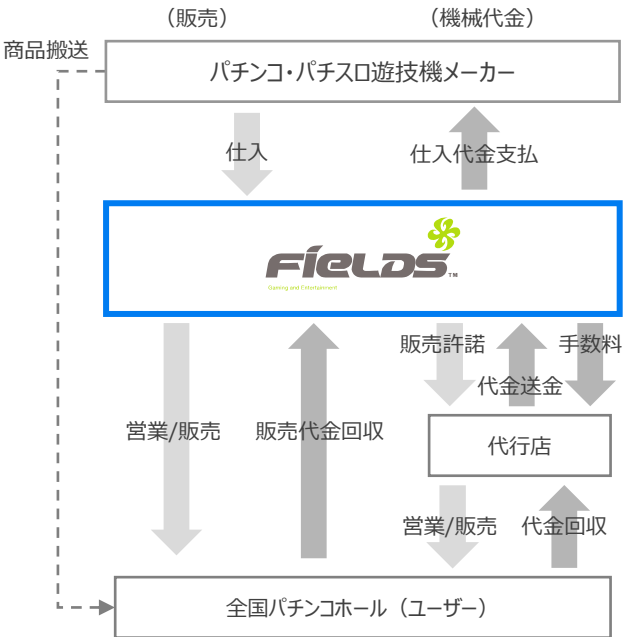 （販売）
（機械代金）
商品搬送
パチンコ・パチスロ遊技機メーカー
仕入
仕入代金支払
FIELDS TM
Gaming and Entertainment
販売許諾
手数料
代金送金
営業/販売
販売代金回収
代行店
営業/販売
代金回収
全国パチンコホール（ユーザー）